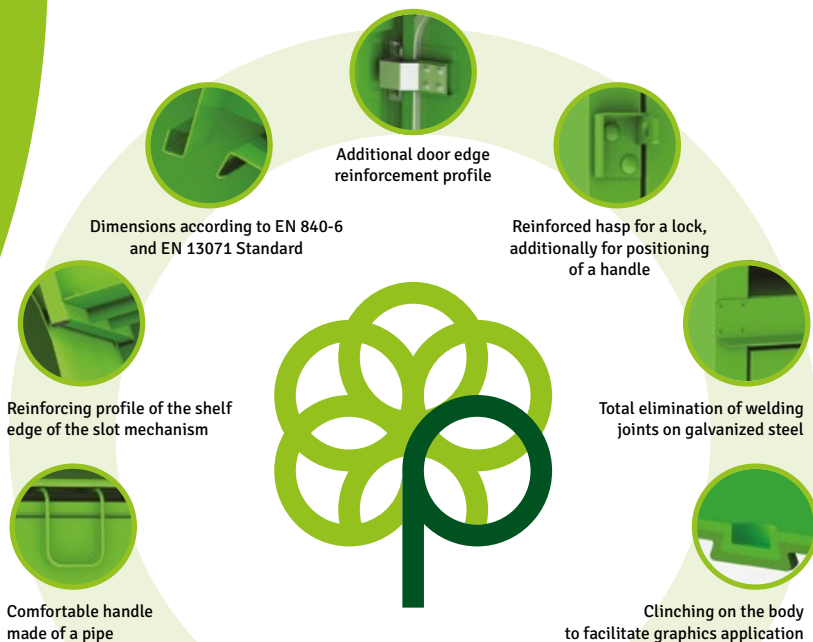 Additional door edge
reinforcement profile
Dimensions according to EN 840-6
and EN 13071 Standard
Reinforced hasp for a lock,
additionally for positioning
of a handle
Reinforcing profile of the shelf
edge of the slot mechanism
Total elimination of welding
joints on galvanized steel
Comfortable handle
made of a pipe
Clinching on the body
to facilitate graphics application